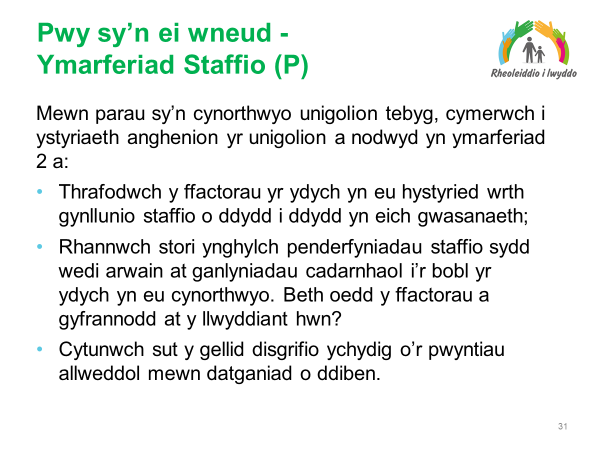 Pwy sy’n ei wneud -
Ymarferiad Staffio (P)
Rheoleiddio i lwyddo
Mewn parau sy’n cynorthwyo unigolion tebyg, cymerwch i
ystyriaeth anghenion yr unigolion a nodwyd yn ymarferiad
2 a:
• Thrafodwch y ffactorau yr ydych yn eu hystyried wrth
gynllunio staffio o ddydd i ddydd yn eich gwasanaeth;
• Rhannwch stori ynghylch penderfyniadau staffio sydd
wedi arwain at ganlyniadau cadarnhaol i’r bobl yr
ydych yn eu cynorthwyo. Beth oedd y ffactorau a
gyfrannodd at y llwyddiant hwn?
• Cytunwch sut y gellid disgrifio ychydig o’r pwyntiau
allweddol mewn datganiad o ddiben.
31